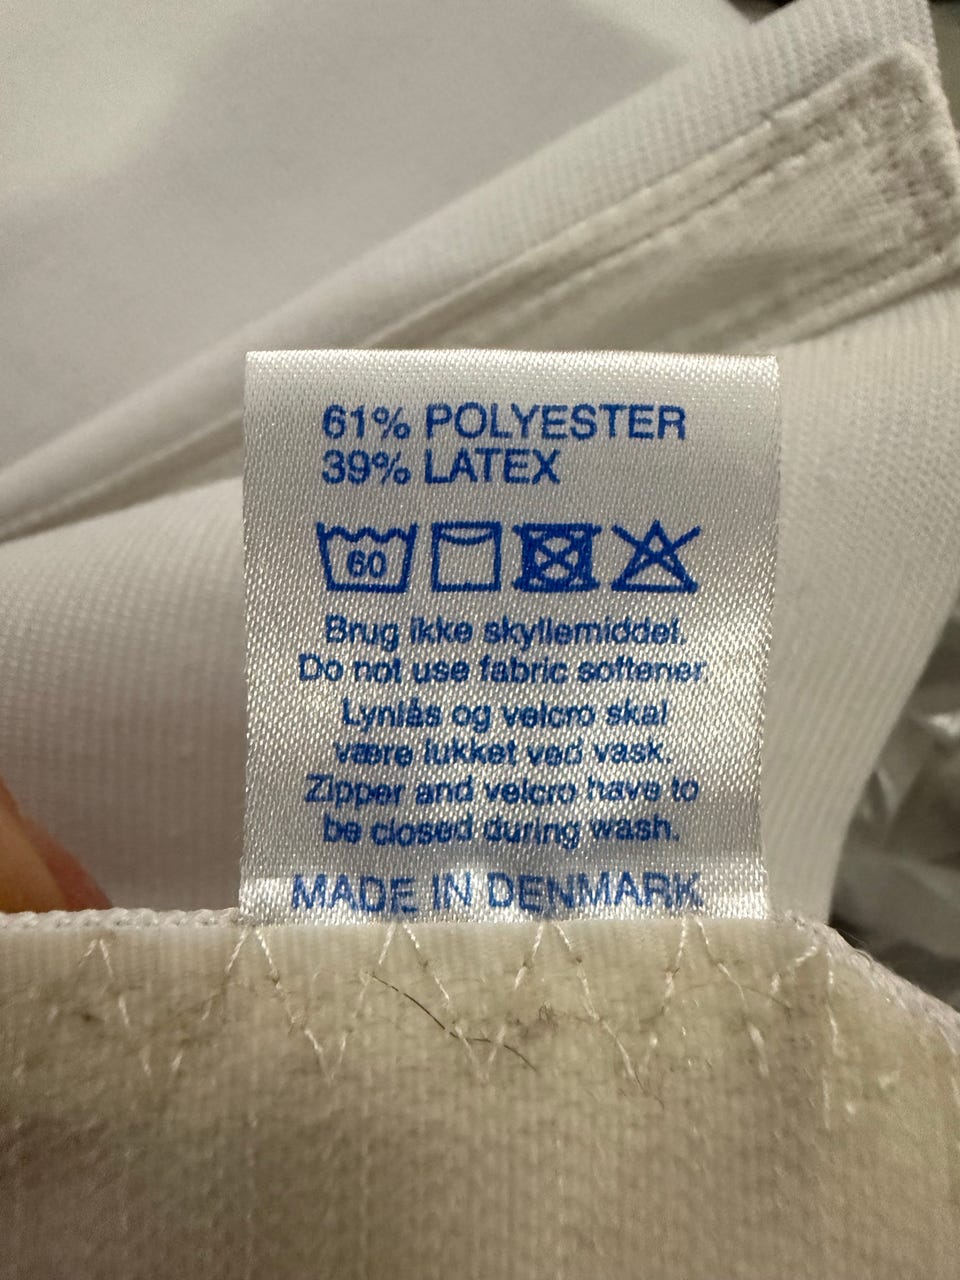 61% POLYESTER
39% LATEX
60
Brug ikke skyllemiddel.
Do not use fabric softener
Lynlås og velcro skal
være lukket ved vask.
Zipper and velcro have to
be closed during wash.
MADE IN DENMARK